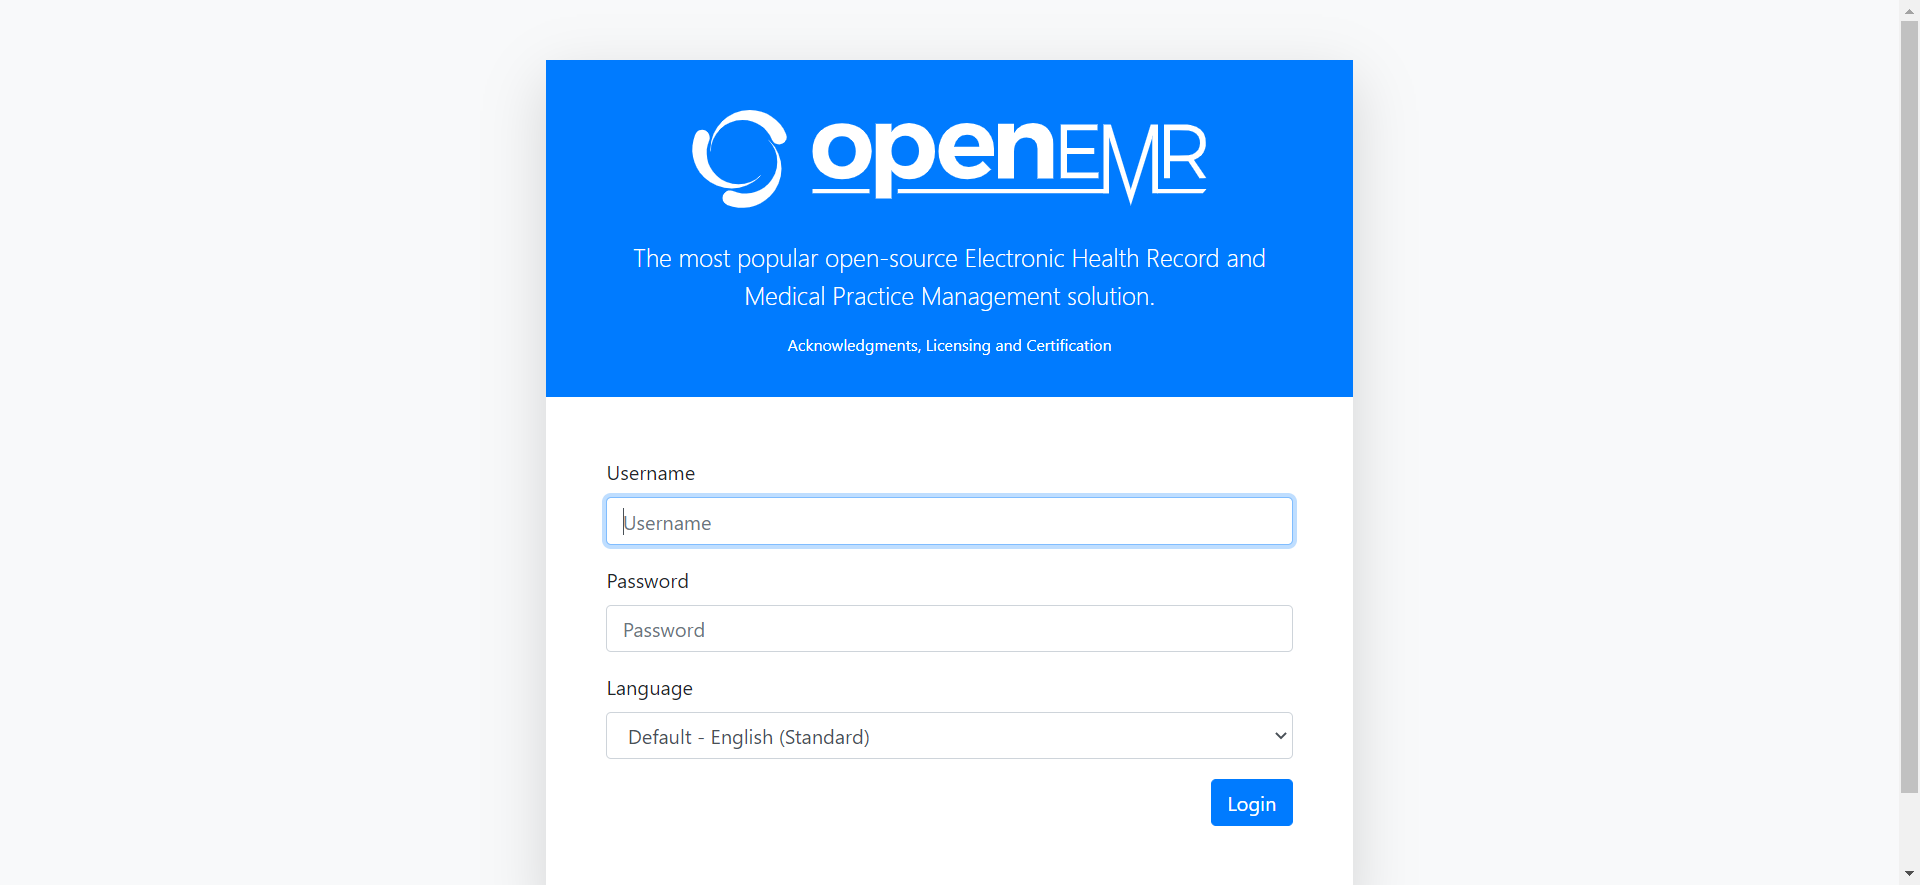 openEMR
The most popular open-source Electronic Health Record and
Medical Practice Management solution.
Acknowledgments, Licensing and Certification
Username
Username
Password
Password
Language
Default - English (Standard)
Login